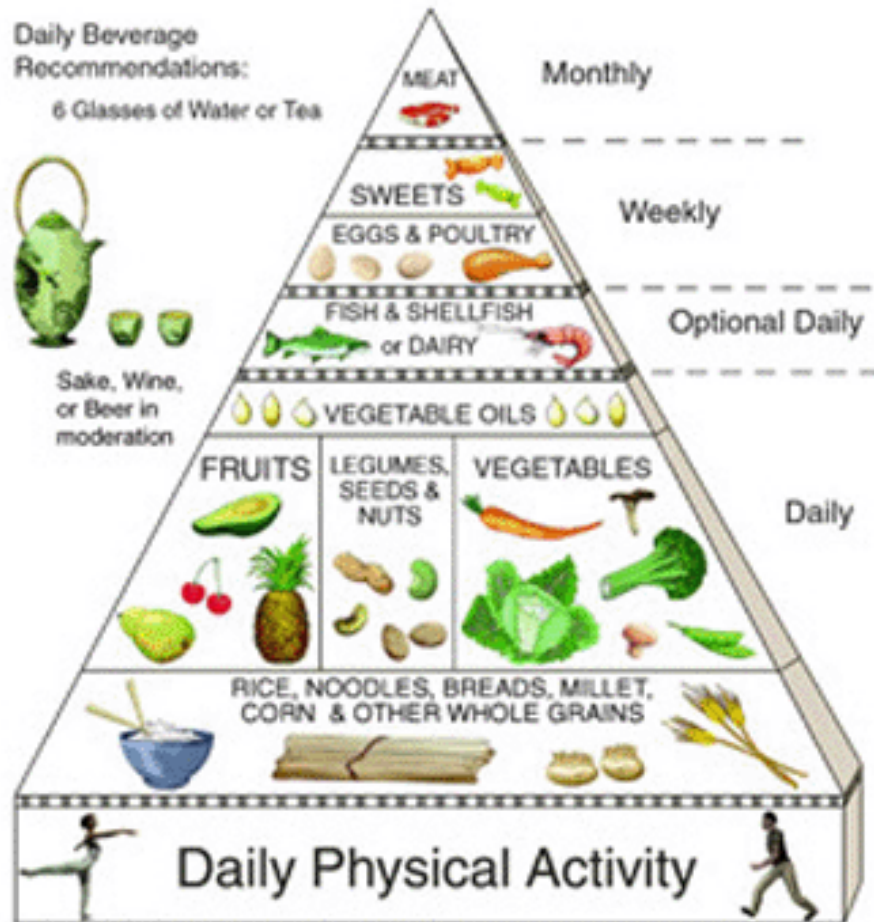 Daily Beverage
Recommendations:
6 Glasses of Water or Tea
MEAT
Monthly
SWEETS
Weekly
EGGS & POULTRY
FISH & SHELLFISH
or DAIRY
Optional Daily
Sake, Wine,
or Beer in
moderation
VEGETABLE OILS
FRUITS
LEGUMES,
SEEDS &
NUTS
VEGETABLES
Daily
RICE, NOODLES, BREADS, MILLET,
CORN & OTHER WHOLE GRAINS
Daily Physical Activity